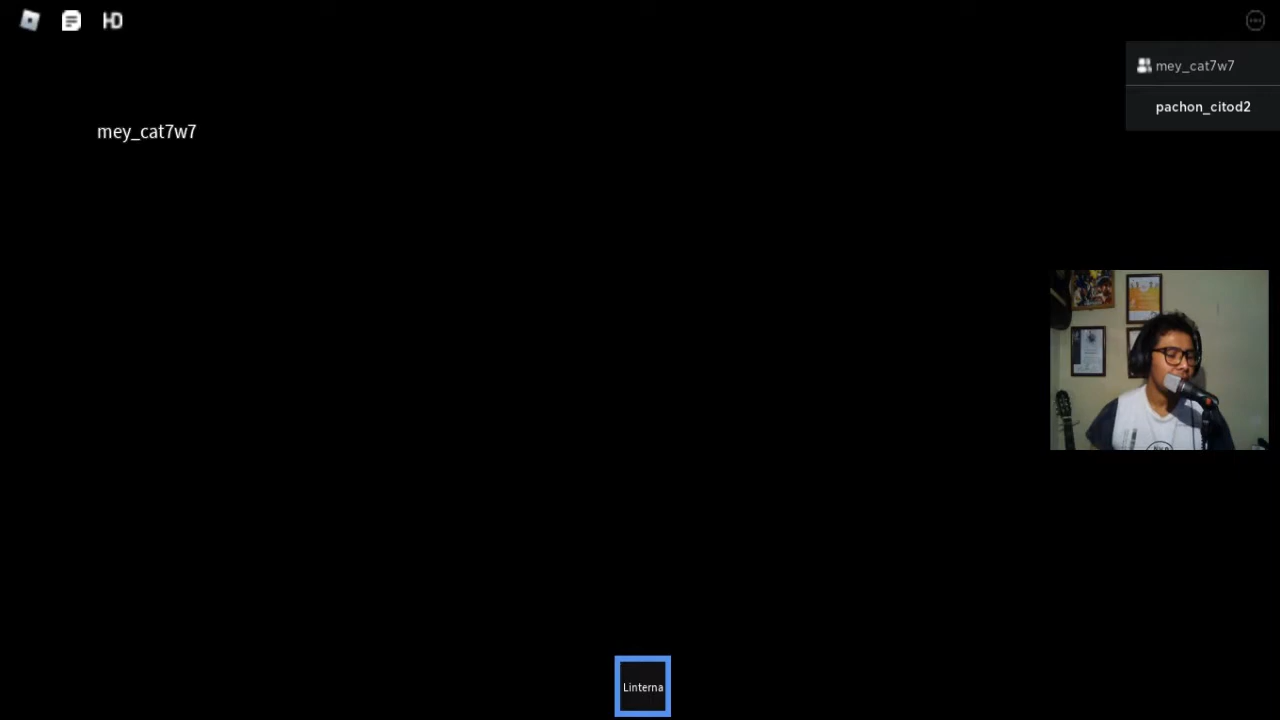 HD
mey_cat7w7
pachon_citod2
mey_cat7w7
Linterna